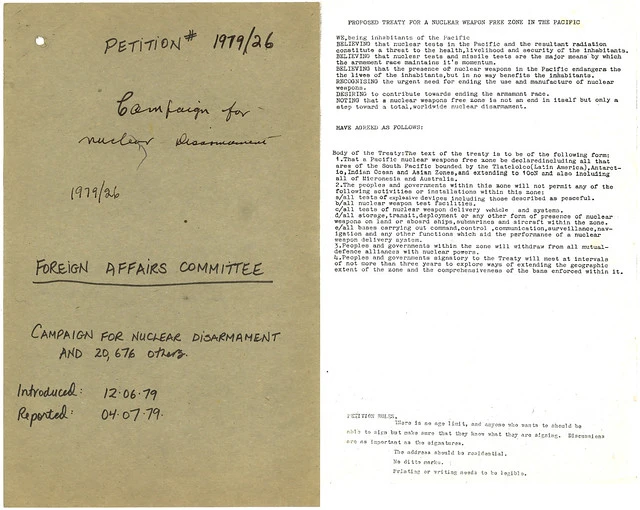 PETITION# 1979/26
Campaign for
nuclear Disarmament
1979/26
FOREIGN AFFAIRS COMMITTEE
CAMPAIGN FOR NUCLEAR DISARMAMENT
AND 20,676 others.
Introduced: 12.06.79
Reported: 04.07.79.
PROPOSED TREATY FOR A NUCLEAR WEAPON FREE ZONE IN THE PACIFIC
WE,being inhabitants of the Pacific
BELIEVING that nuclear tests in the Pacific and the resultant radiation
constitute a threat to the health,livelihood and security of the inhabitants.
BELIEVING that nuclear tests and missile tests are the major means by which
the armement race maintains it's momentum.
BELIEVING that the presence of nuclear weapons in the Pacific endangers the
the lives of the inhabitants,but in no way benefits the inhabitants.
RECOGNISING the urgent need for ending the use and manufacture of nuclear
weapons.
DESIRING to contribute towards ending the armament race.
NOTING that a nuclear weapons free zone is not an end in itself but only a
step toward a total,worldwide nuclear disarmament.
HAVE AGREED AS FOLLOWS:
Body of the Treaty:The text of the treaty is to be of the following form:
1.That a Pacific nuclear weapons free zone be declared including all that
area of the South Pacific bounded by the Tlatelolco(Latin America),Antarct-
ic,Indian Ocean and Asian Zones,and extending to 10oN and also including
all of Micronesia and Australia.
2.The peoples and governments within this zone will not permit any of the
following activities or installations within this zone:
a/all tests of explosive devices including those described as peaceful.
b/all nuclear weapon test facilities.
c/all tests of nuclear weapon delivery vehicle and systems.
d/all storage,transit,deployment or any other form of presence of nuclear
weapons on land or aboard ships,submarines and aircraft within the zone.
e/all bases carrying out command,control ,communication,surveillance,nav-
igation and any other functions which aid the performance of a nuclear
weapon delivery system.
3.Peoples and governments within the zone will withdraw from all mutual-
defence alliances with nuclear powers.
4.Peoples and governments signatory to the Treaty will meet at intervals
of not more than three years to explore ways of extending the geographic
extent of the zone and the comprehensiveness of the bans enforced within it.
PETITION RULES.
There is no age limit, and anyone who wants to should be
able to sign but make sure that they know what they are signing. Discussions
are as important as the signatures.
The address should be residential.
No ditto marks.
Printing or writing needs to be legible.